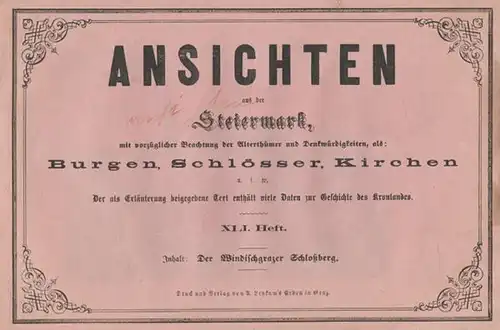 ANSICHTEN
aus der
Steiermark,
mit vorzüglicher Beachtung der Alterthümer und Denkwürdigkeiten, als:
Burgen, Schlösser, Kirchen
u. s. w.
Der als Erläuterung beigegebene Text enthält viele Daten zur Geschichte des Kronlandes.
XLI. Heft.
Inhalt: Der Windischgrazer Schloßberg.
Druck und Verlag von Erben in Graz.